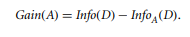 Gain(A) = Info(D) − Info_A(D).